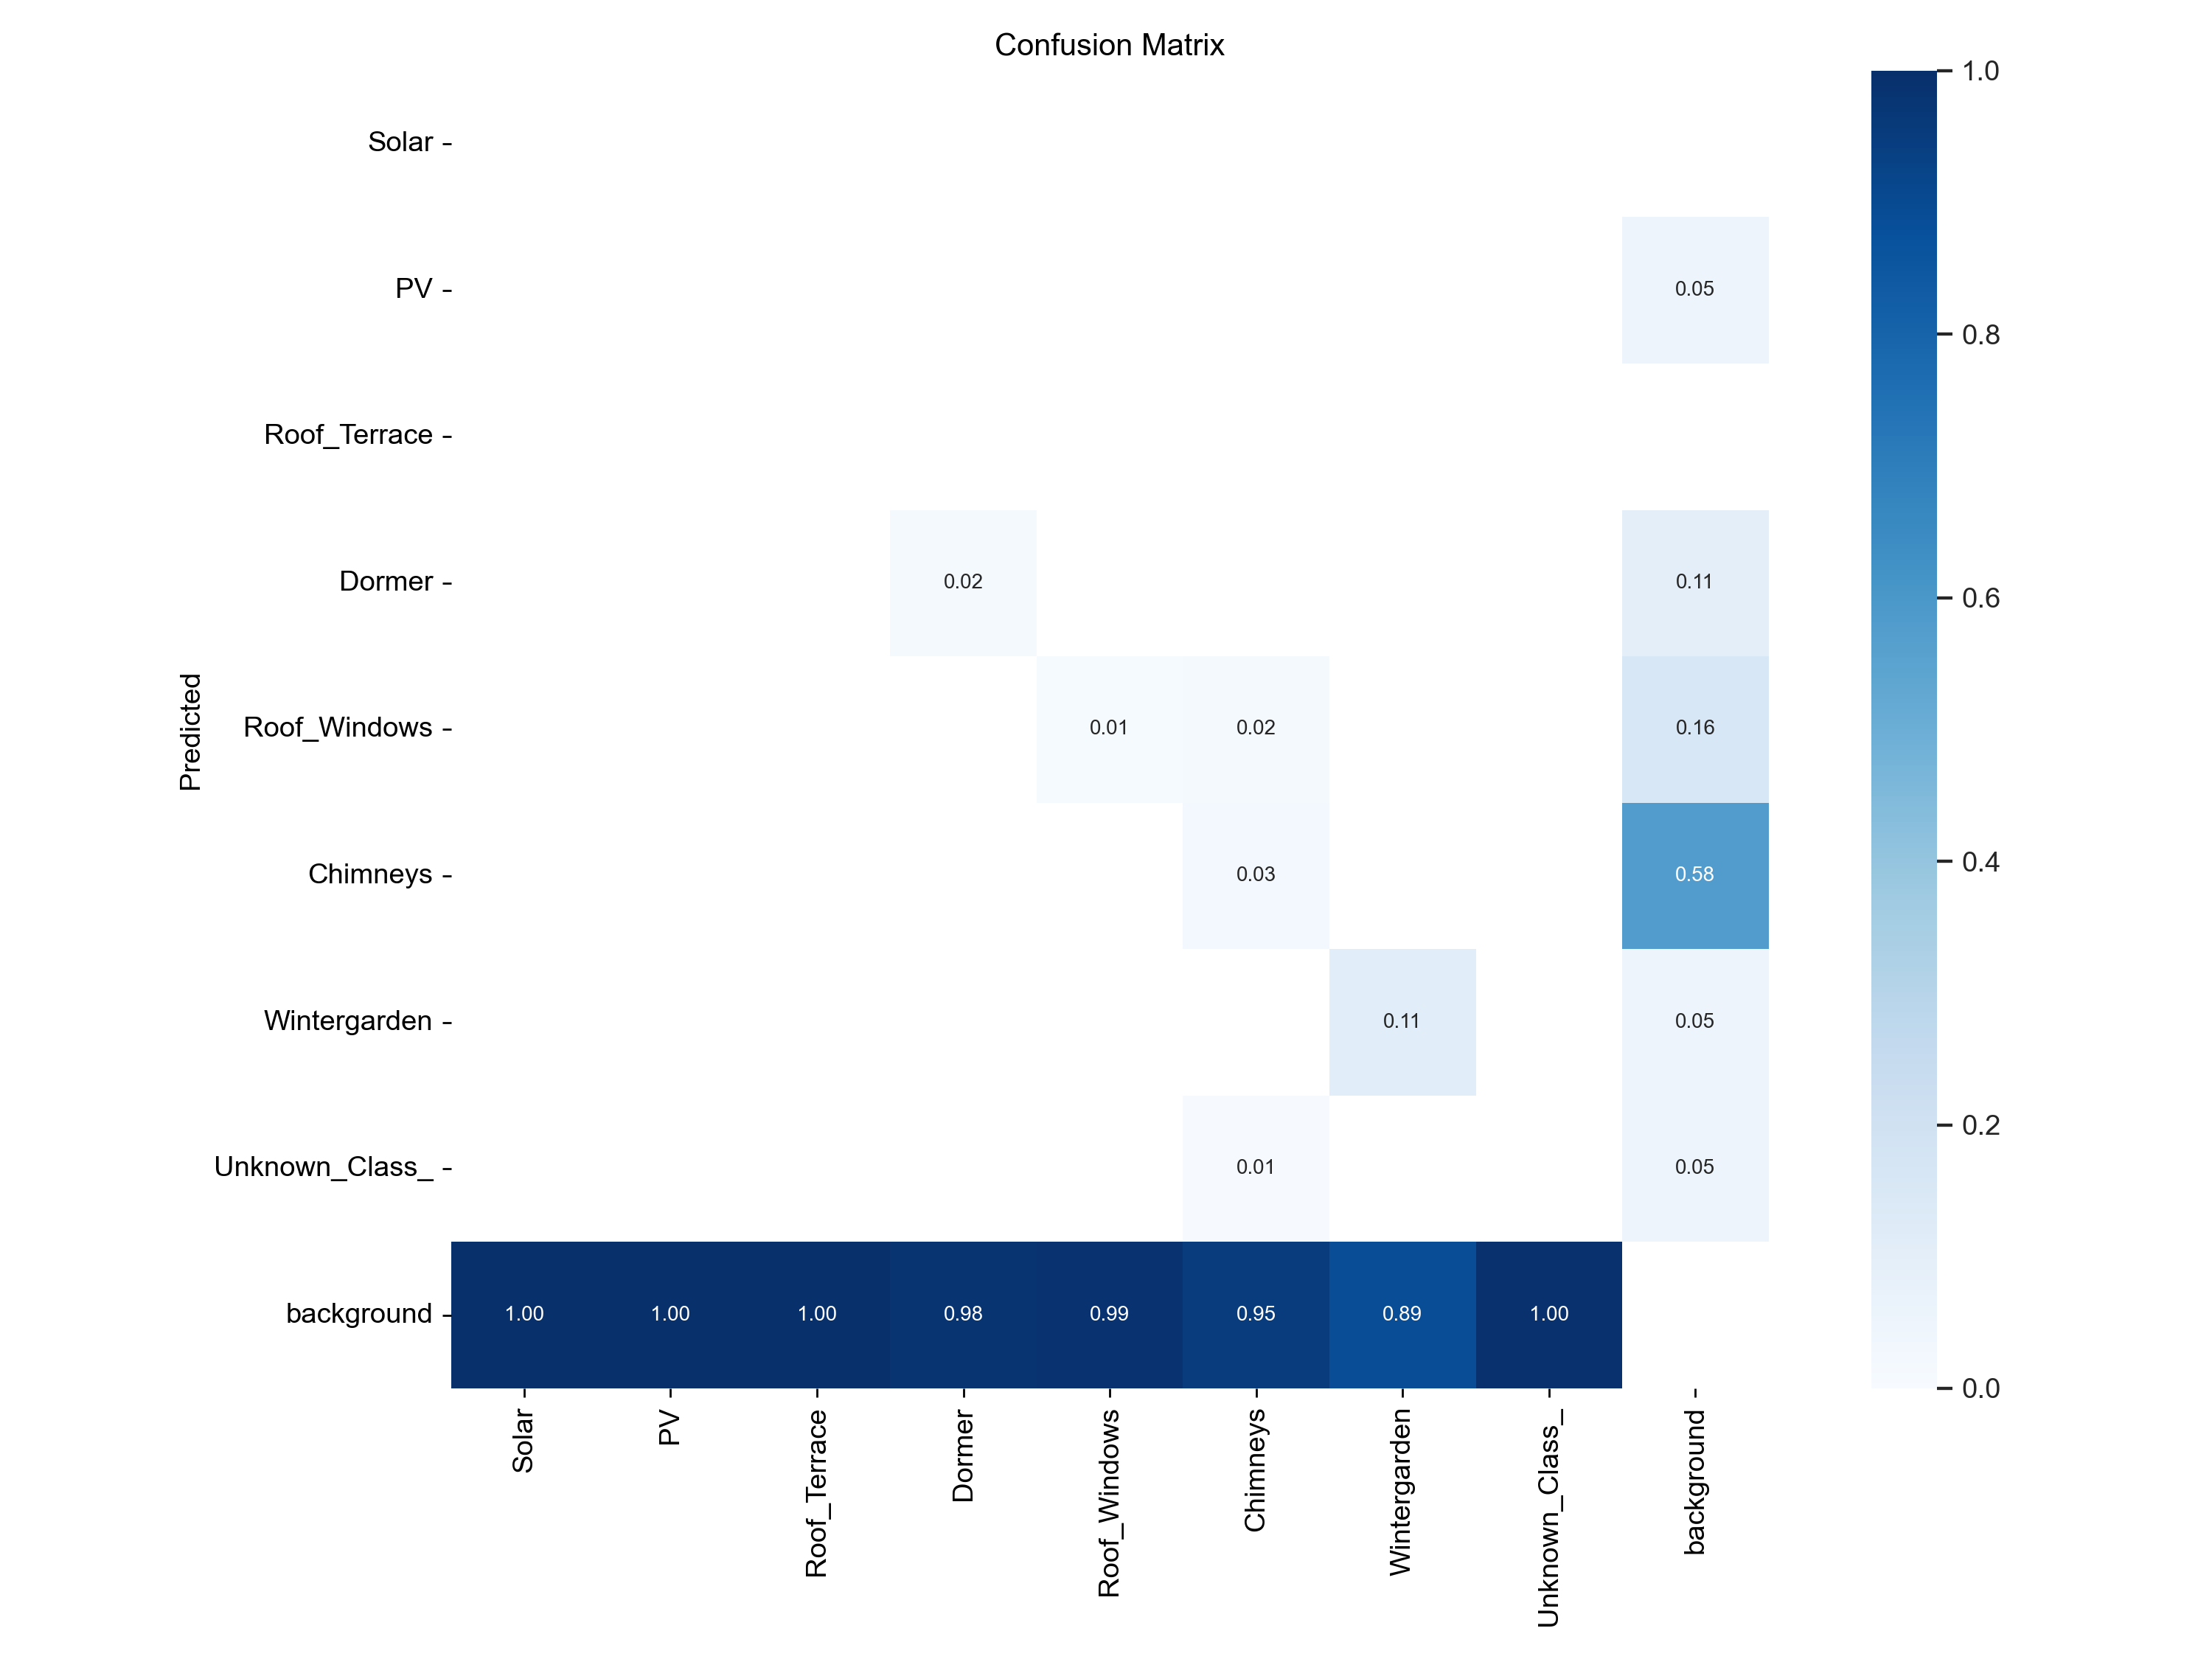 Confusion Matrix
Solar
PV
Roof_Terrace
Dormer
Roof_Windows
Chimneys
Wintergarden
Unknown_Class_
background
Predicted
0.05
0.02 0.11
0.01 0.02 0.16
0.03 0.58
0.11 0.05
0.01 0.05
1.00 1.00 1.00 0.98 0.99 0.95 0.89 1.00
Solar
PV
Roof_Terrace
Dormer
Roof_Windows
Chimneys
Wintergarden
Unknown_Class_
background
1.0
0.8
0.6
0.4
0.2
0.0